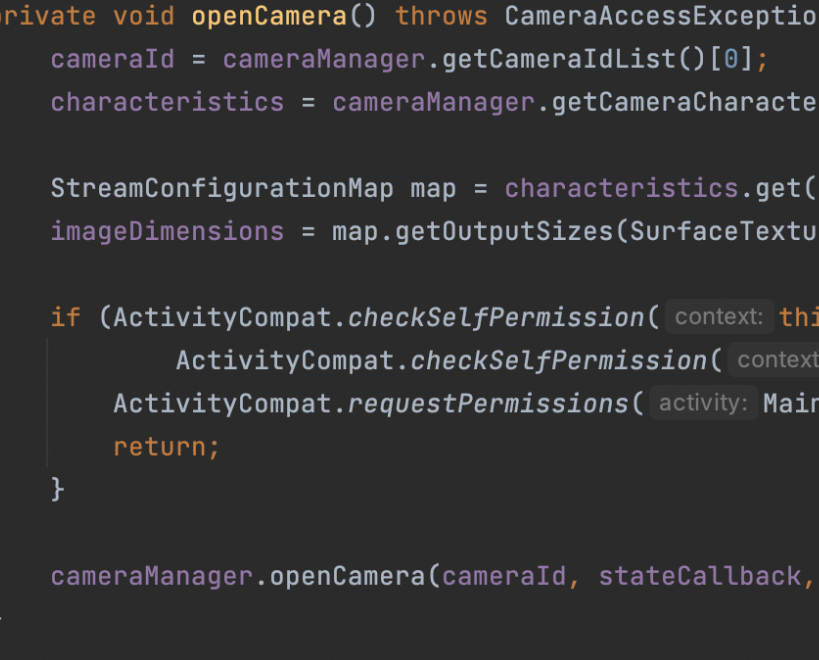 private void openCamera() throws CameraAccessExceptio
cameraId = cameraManager.getCameraIdList()[0];
characteristics = cameraManager.getCameraCharacte
StreamConfigurationMap map = characteristics.get(
imageDimensions = map.getOutputSizes(SurfaceTextu
if (ActivityCompat.checkSelfPermission( context: thi
ActivityCompat.checkSelfPermission( context
ActivityCompat.requestPermissions( activity: Main
return;
}
cameraManager.openCamera(cameraId, stateCallback,